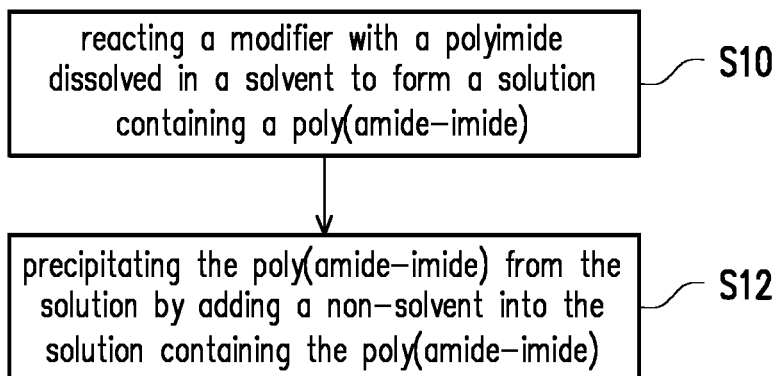 reacting a modifier with a polyimide
dissolved in a solvent to form a solution
containing a poly(amide-imide)
S10
precipitating the poly(amide-imide) from the
solution by adding a non-solvent into the
solution containing the poly(amide-imide)
S12